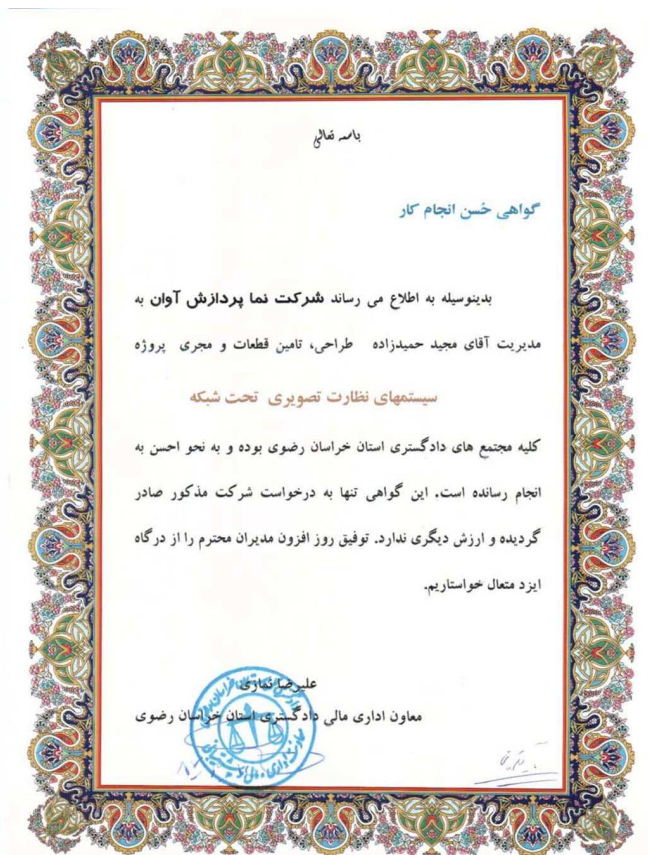 باسمه تعالی
گواهی حُسن انجام کار
بدینوسیله به اطلاع می رساند شرکت نما پردازش آوان به
مدیریت آقای مجید حمیدزاده طراحی، تامین قطعات و مجری پروژه
سیستمهای نظارت تصویری تحت شبکه
کلیه مجتمع های دادگستری استان خراسان رضوی بوده و به نحو احسن به
انجام رسانده است. این گواهی تنها به درخواست شرکت مذکور صادر
گردیده و ارزش دیگری ندارد. توفیق روز افزون مدیران محترم را از درگاه
ایزد متعال خواستاریم.
علیرضا نمازی
معاون اداری مالی دادگستری استان خراسان رضوی